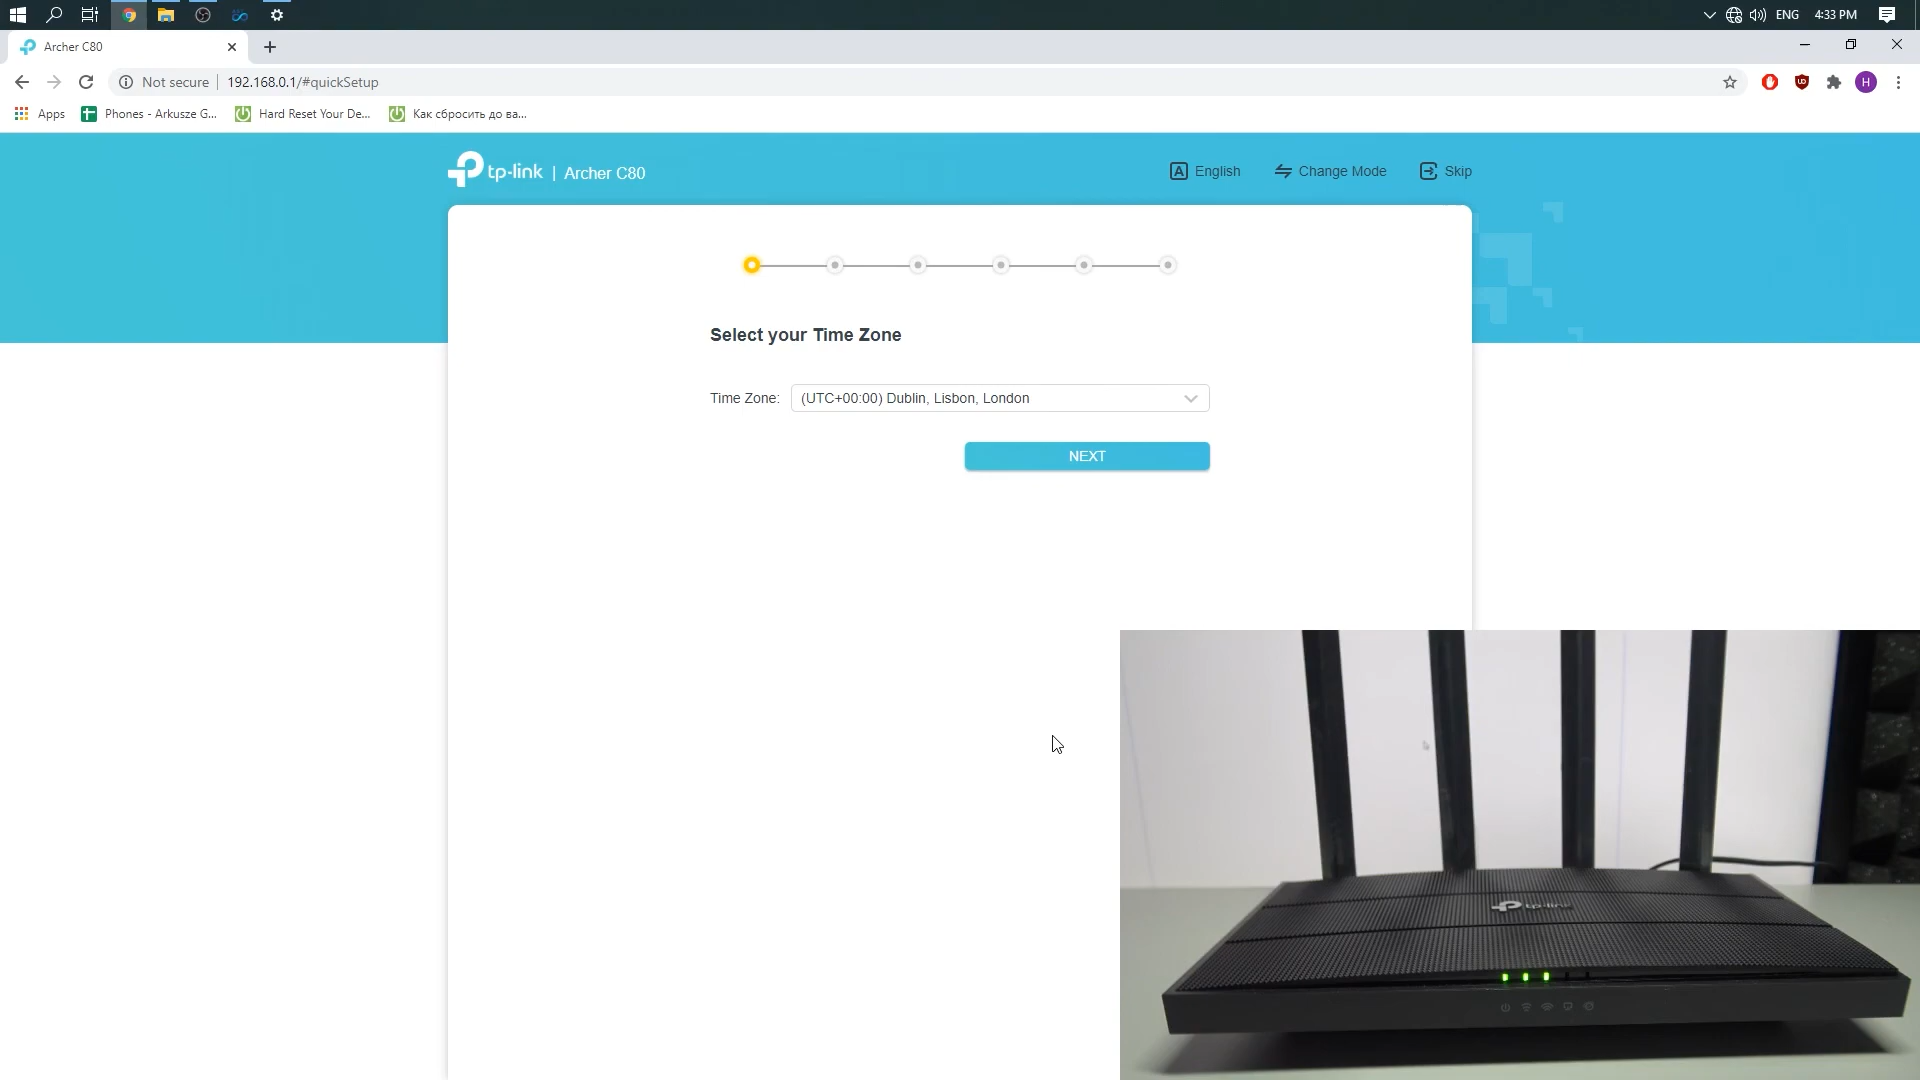 ENG 4:33 PM
Archer C80
Not secure 192.168.0.1/#quickSetup
H
Apps Phones - Arkusze G... Hard Reset Your De... Как сбросить до ва...
tp-link | Archer C80 English Change Mode Skip
Select your Time Zone
Time Zone: (UTC+00:00) Dublin, Lisbon, London
NEXT
tp-link